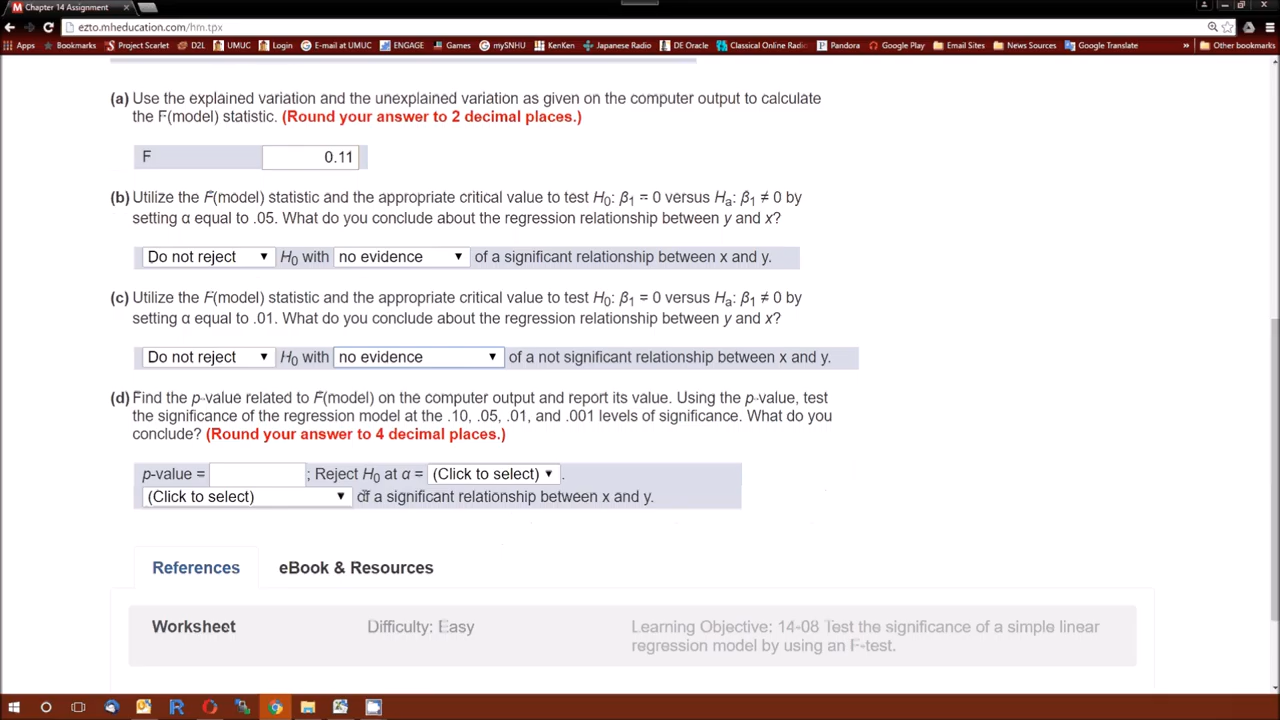 Chapter 14 Assignment
ezto.mheducation.com/hm.tpx
Apps Bookmarks Project Scarlet D2L UMUC Login E-mail at UMUC ENGAGE Games mySNHU KenKen Japanese Radio DE Oracle Classical Online Radio Pandora Google Play Email Sites News Sources Google Translate » Other bookmarks
(a) Use the explained variation and the unexplained variation as given on the computer output to calculate
the F(model) statistic. (Round your answer to 2 decimal places.)
F 0.11
(b) Utilize the F(model) statistic and the appropriate critical value to test H0: β1 = 0 versus Ha: β1 ≠ 0 by
setting α equal to .05. What do you conclude about the regression relationship between y and x?
Do not reject H0 with no evidence of a significant relationship between x and y.
(c) Utilize the F(model) statistic and the appropriate critical value to test H0: β1 = 0 versus Ha: β1 ≠ 0 by
setting α equal to .01. What do you conclude about the regression relationship between y and x?
Do not reject H0 with no evidence of a not significant relationship between x and y.
(d) Find the p-value related to F(model) on the computer output and report its value. Using the p-value, test
the significance of the regression model at the .10, .05, .01, and .001 levels of significance. What do you
conclude? (Round your answer to 4 decimal places.)
p-value = ; Reject H0 at α = (Click to select) .
(Click to select) of a significant relationship between x and y.
References eBook & Resources
Worksheet Difficulty: Easy Learning Objective: 14-08 Test the significance of a simple linear
regression model by using an F-test.